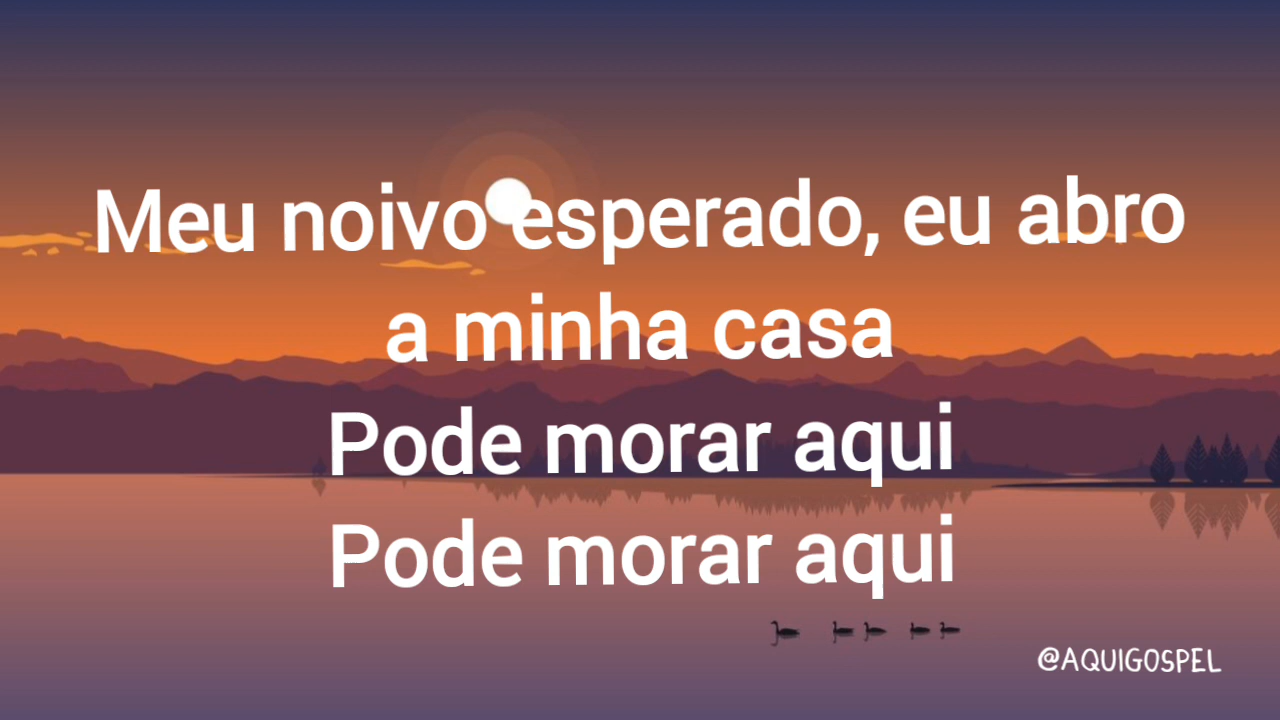 Meu noivo esperado, eu abro
a minha casa
Pode morar aqui
Pode morar aqui
@AQUIGOSPEL